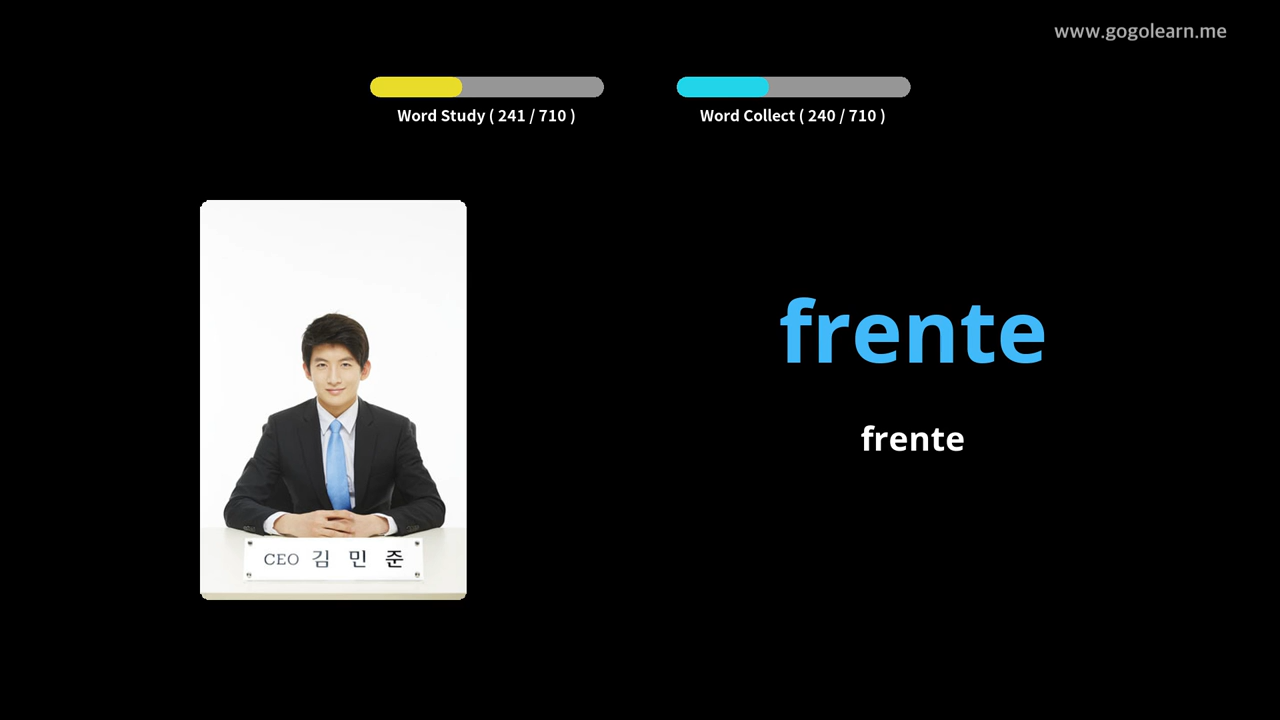 www.gogolearn.me
Word Study ( 241 / 710 )
Word Collect ( 240 / 710 )
frente
frente
CEO 김 민 준